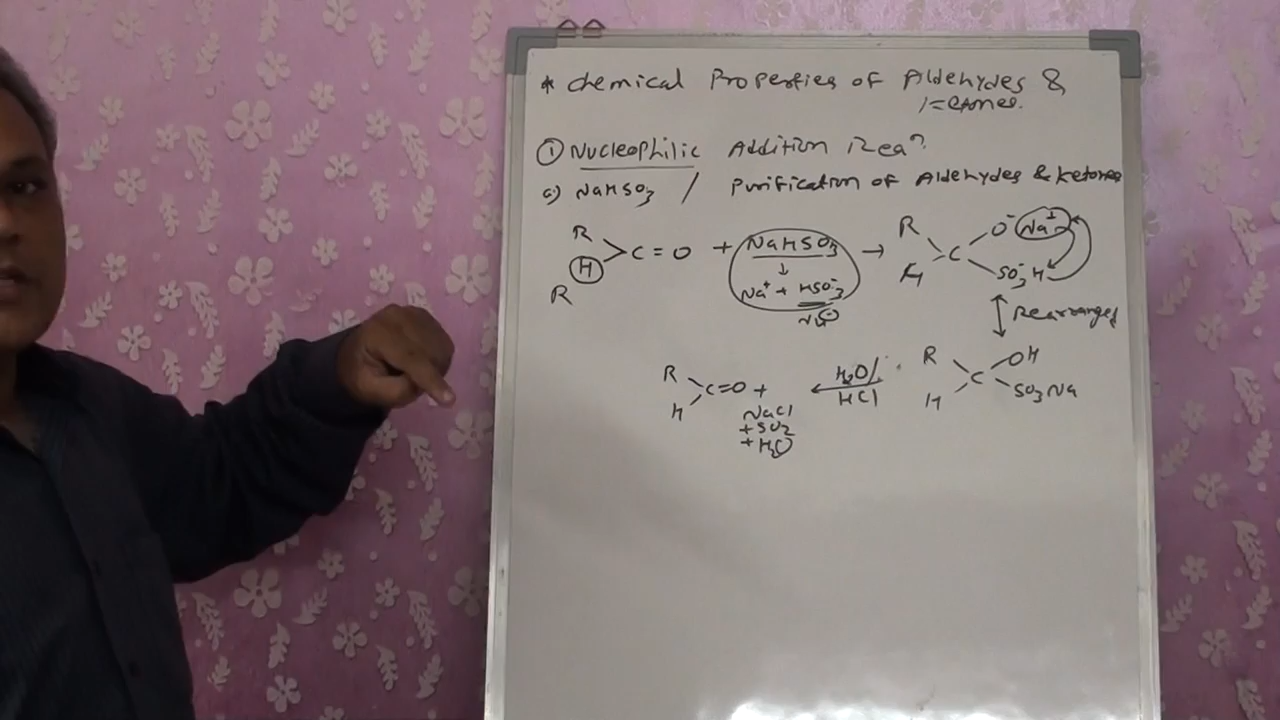 * Chemical Properties of Aldehydes &
Ketones.
① Nucleophilic Addition Reaⁿ.
a) NaHSO3 / Purification of Aldehydes & Ketones
R
H
R
C = O + NaHSO3 →
↓
Na⁺ + HSO3⁻
Nu⊖
R
H
C
O⁻ Na⁺
SO3⁻ H
↕ Rearranges
R
H
C
OH
SO3Na
H2O/
HCl
←
R
H
C=O +
NaCl
+ SO2
+ H2O